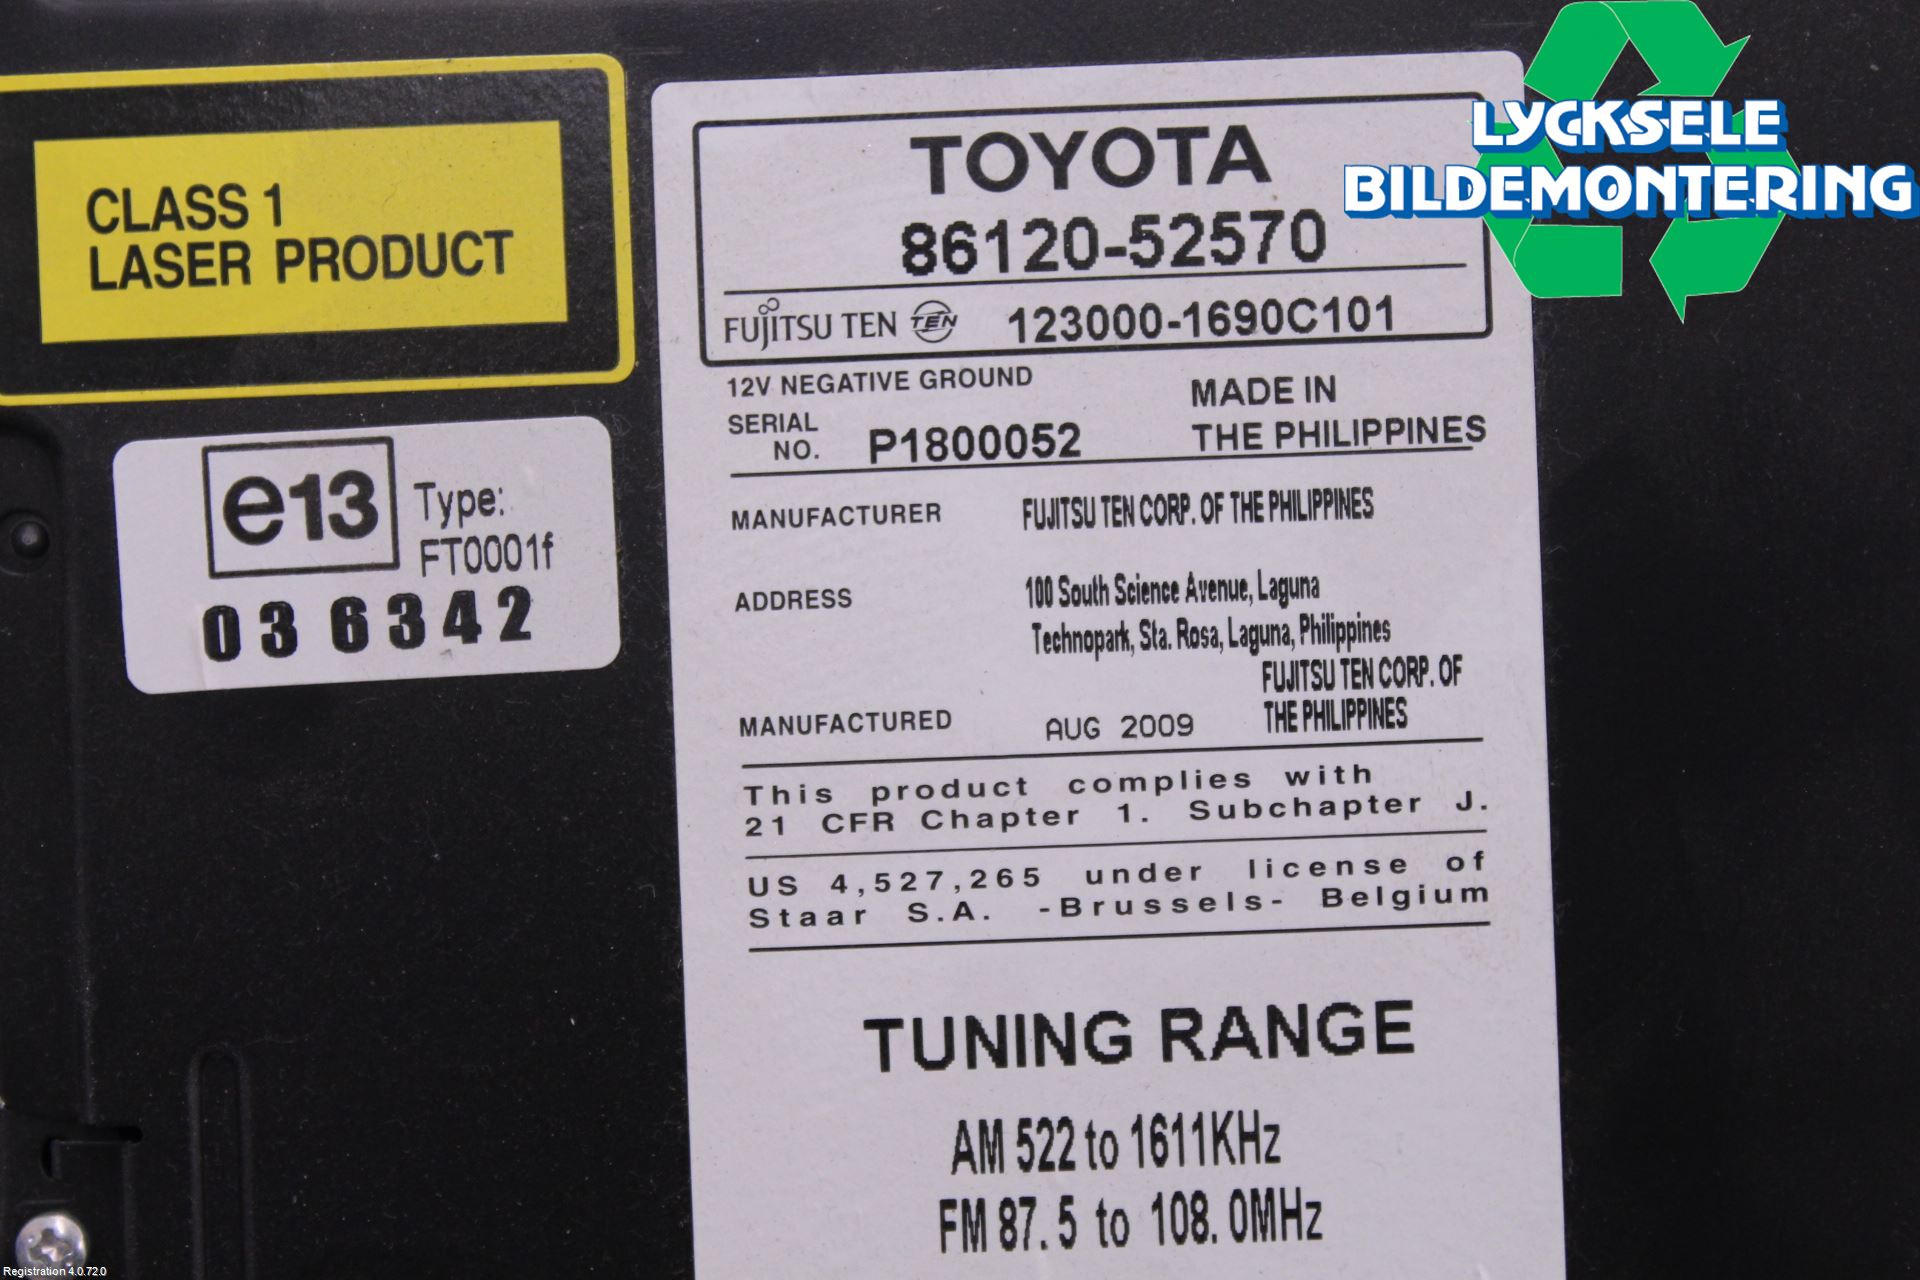 LYCKSELE
BILDEMONTERING
CLASS 1
LASER PRODUCT
e13
Type:
FT0001f
036342
TOYOTA
86120-52570
FUJITSU TEN TEN 123000-1690C101
12V NEGATIVE GROUND
SERIAL
NO. P1800052
MADE IN
THE PHILIPPINES
MANUFACTURER FUJITSU TEN CORP. OF THE PHILIPPINES
ADDRESS 100 South Science Avenue, Laguna
Technopark, Sta. Rosa, Laguna, Philippines
FUJITSU TEN CORP. OF
THE PHILIPPINES
MANUFACTURED AUG 2009
This product complies with
21 CFR Chapter 1. Subchapter J.
US 4,527,265 under license of
Staar S.A. -Brussels- Belgium
TUNING RANGE
AM 522 to 1611KHz
FM 87.5 to 108.0MHz
Registration 4.0.72.0